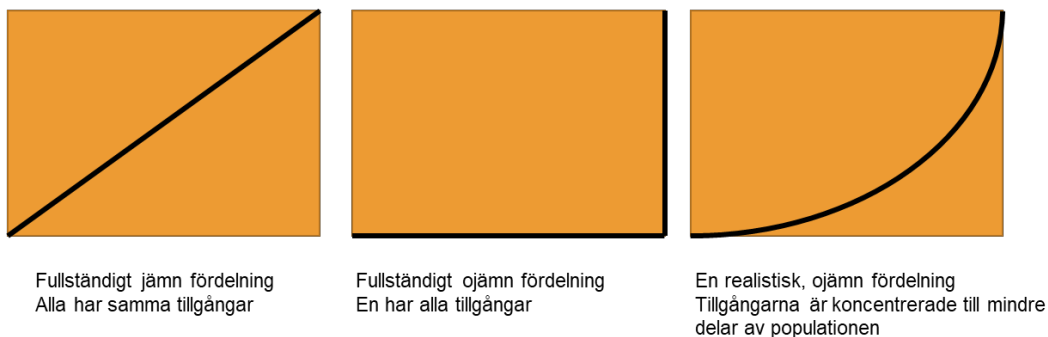 Fullständigt jämn fördelning
Alla har samma tillgångar
Fullständigt ojämn fördelning
En har alla tillgångar
En realistisk, ojämn fördelning
Tillgångarna är koncentrerade till mindre
delar av populationen